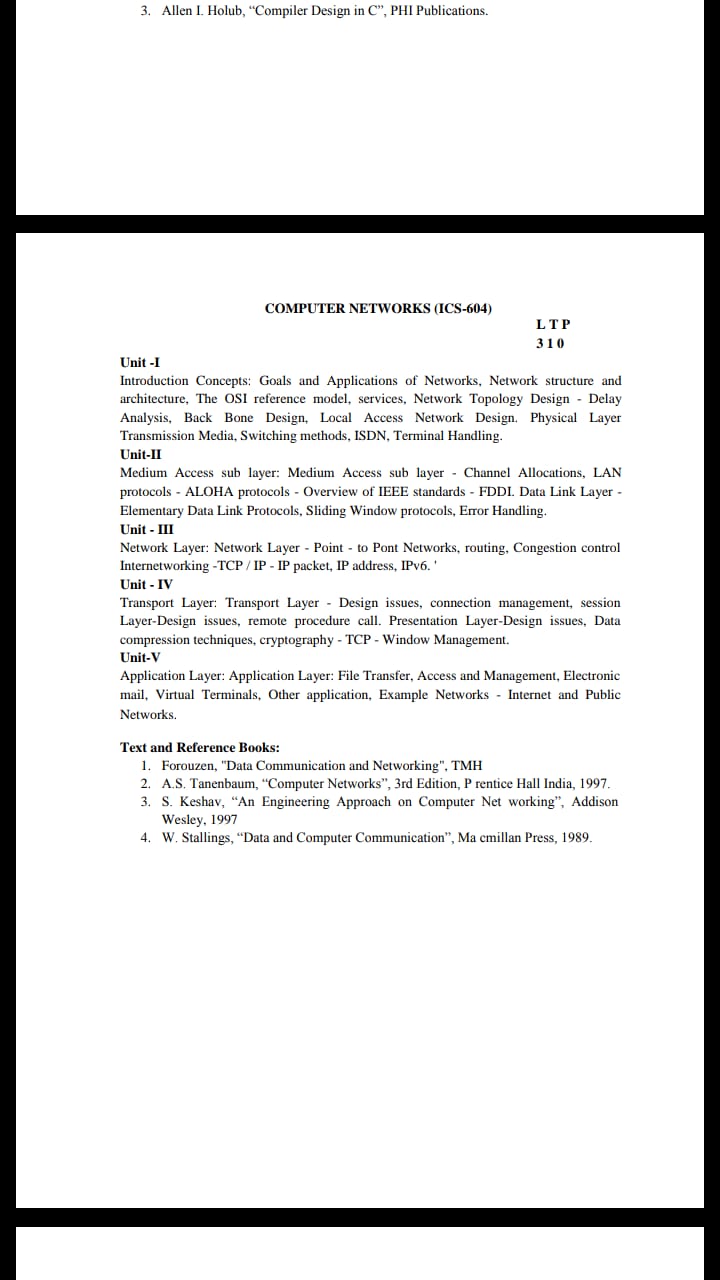 3. Allen I. Holub, “Compiler Design in C”, PHI Publications.
COMPUTER NETWORKS (ICS-604)
L T P
3 1 0
Unit -I
Introduction Concepts: Goals and Applications of Networks, Network structure and
architecture, The OSI reference model, services, Network Topology Design - Delay
Analysis, Back Bone Design, Local Access Network Design. Physical Layer
Transmission Media, Switching methods, ISDN, Terminal Handling.
Unit-II
Medium Access sub layer: Medium Access sub layer - Channel Allocations, LAN
protocols - ALOHA protocols - Overview of IEEE standards - FDDI. Data Link Layer -
Elementary Data Link Protocols, Sliding Window protocols, Error Handling.
Unit - III
Network Layer: Network Layer - Point - to Pont Networks, routing, Congestion control
Internetworking -TCP / IP - IP packet, IP address, IPv6. '
Unit - IV
Transport Layer: Transport Layer - Design issues, connection management, session
Layer-Design issues, remote procedure call. Presentation Layer-Design issues, Data
compression techniques, cryptography - TCP - Window Management.
Unit-V
Application Layer: Application Layer: File Transfer, Access and Management, Electronic
mail, Virtual Terminals, Other application, Example Networks - Internet and Public
Networks.
Text and Reference Books:
1. Forouzen, "Data Communication and Networking", TMH
2. A.S. Tanenbaum, “Computer Networks”, 3rd Edition, P rentice Hall India, 1997.
3. S. Keshav, “An Engineering Approach on Computer Net working”, Addison
Wesley, 1997
4. W. Stallings, “Data and Computer Communication”, Ma cmillan Press, 1989.